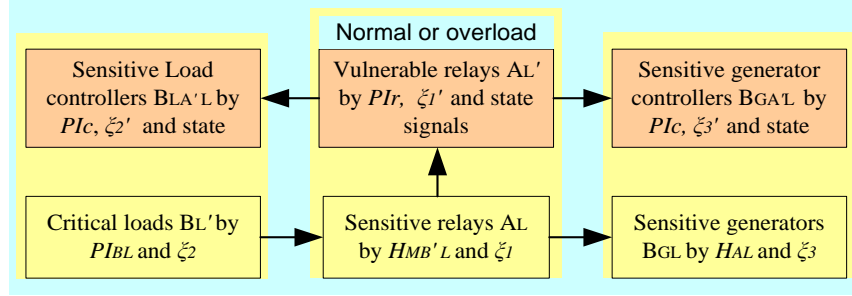 Normal or overload
Sensitive Load
controllers BLA'L by
PIc, ξ2' and state
Vulnerable relays AL'
by PIr, ξ1' and state
signals
Sensitive generator
controllers BGA'L by
PIc, ξ3' and state
Critical loads BL' by
PIBL and ξ2
Sensitive relays AL
by HMB'L and ξ1
Sensitive generators
BGL by HAL and ξ3